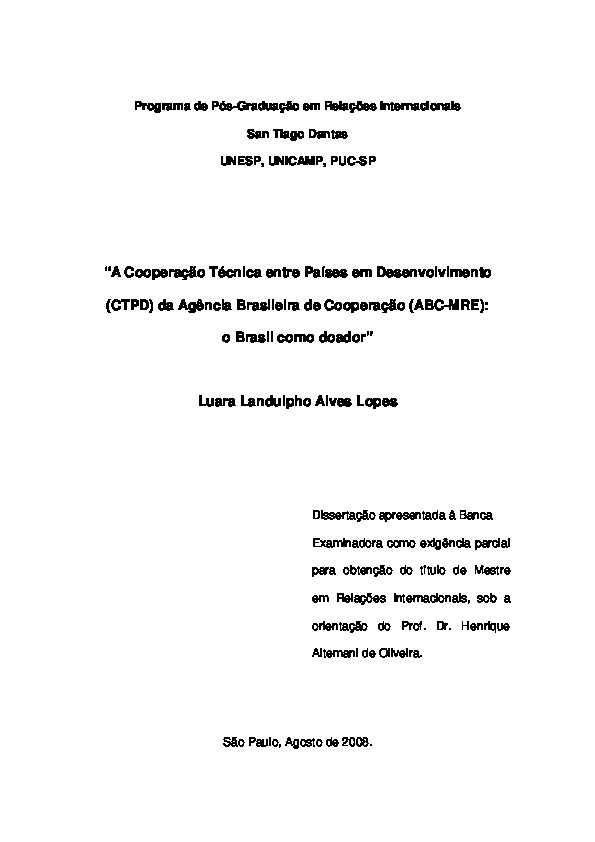 Programa de Pós-Graduação em Relações Internacionais
San Tiago Dantas
UNESP, UNICAMP, PUC-SP
“A Cooperação Técnica entre Países em Desenvolvimento
(CTPD) da Agência Brasileira de Cooperação (ABC-MRE):
o Brasil como doador”
Luara Landulpho Alves Lopes
Dissertação apresentada à Banca
Examinadora como exigência parcial
para obtenção do título de Mestre
em Relações Internacionais, sob a
orientação do Prof. Dr. Henrique
Altemani de Oliveira.
São Paulo, Agosto de 2008.